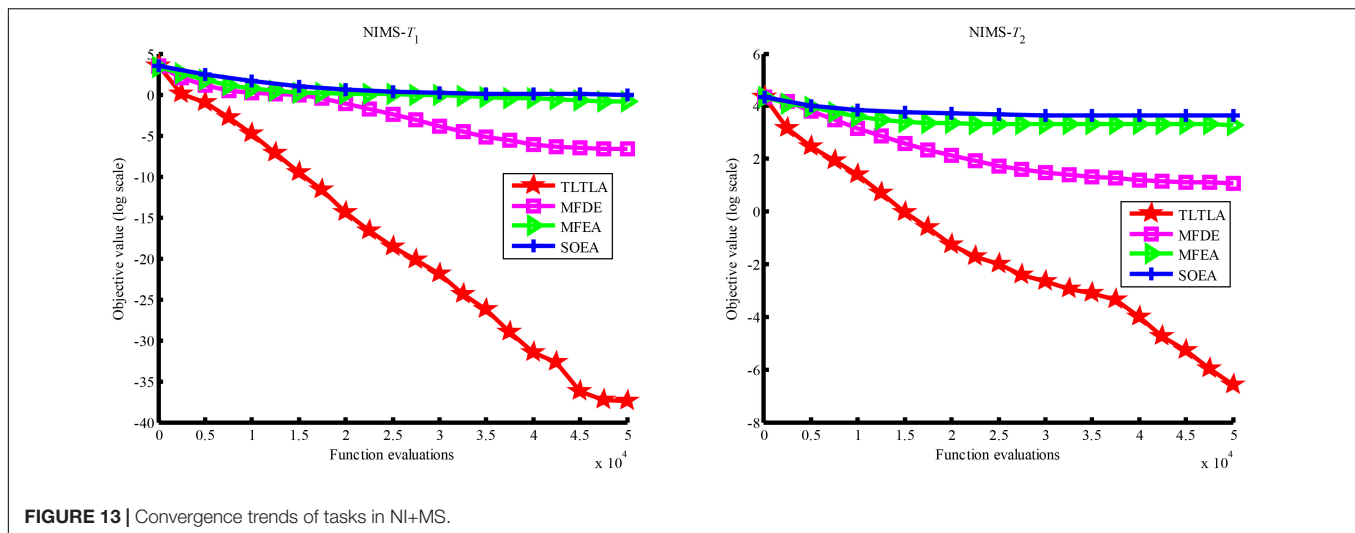 NIMS-T1
5
0
-5
-10
-15
-20
-25
-30
-35
-40
Objective value (log scale)
TLTLA
MFDE
MFEA
SOEA
0 0.5 1 1.5 2 2.5 3 3.5 4 4.5 5
Function evaluations
x 10^4
NIMS-T2
6
4
2
0
-2
-4
-6
-8
Objective value (log scale)
TLTLA
MFDE
MFEA
SOEA
0 0.5 1 1.5 2 2.5 3 3.5 4 4.5 5
Function evaluations
x 10^4
FIGURE 13 | Convergence trends of tasks in NI+MS.